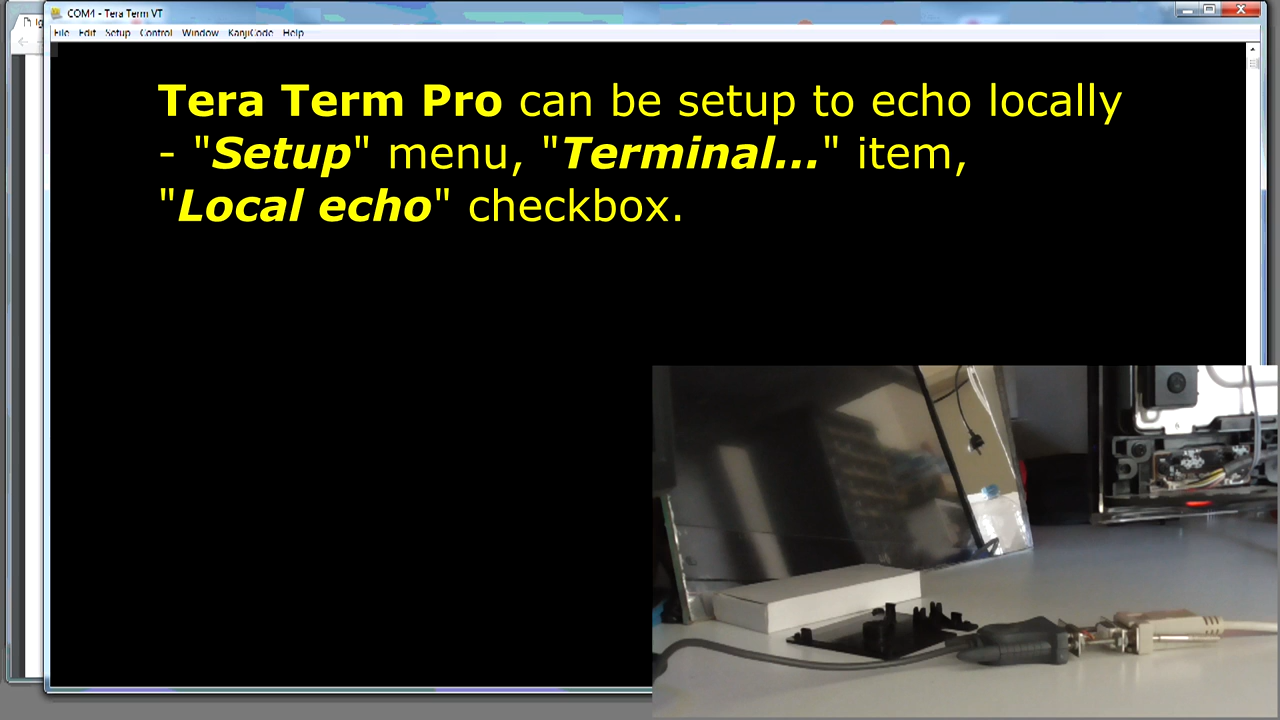 COM4 - Tera Term VT
File Edit Setup Control Window KanjiCode Help
Tera Term Pro can be setup to echo locally
- "Setup" menu, "Terminal..." item,
"Local echo" checkbox.